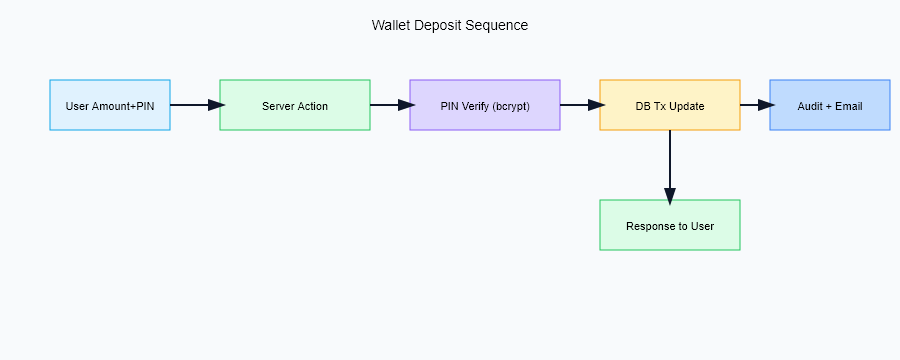 Wallet Deposit Sequence
User Amount+PIN
Server Action
PIN Verify (bcrypt)
DB Tx Update
Audit + Email
Response to User